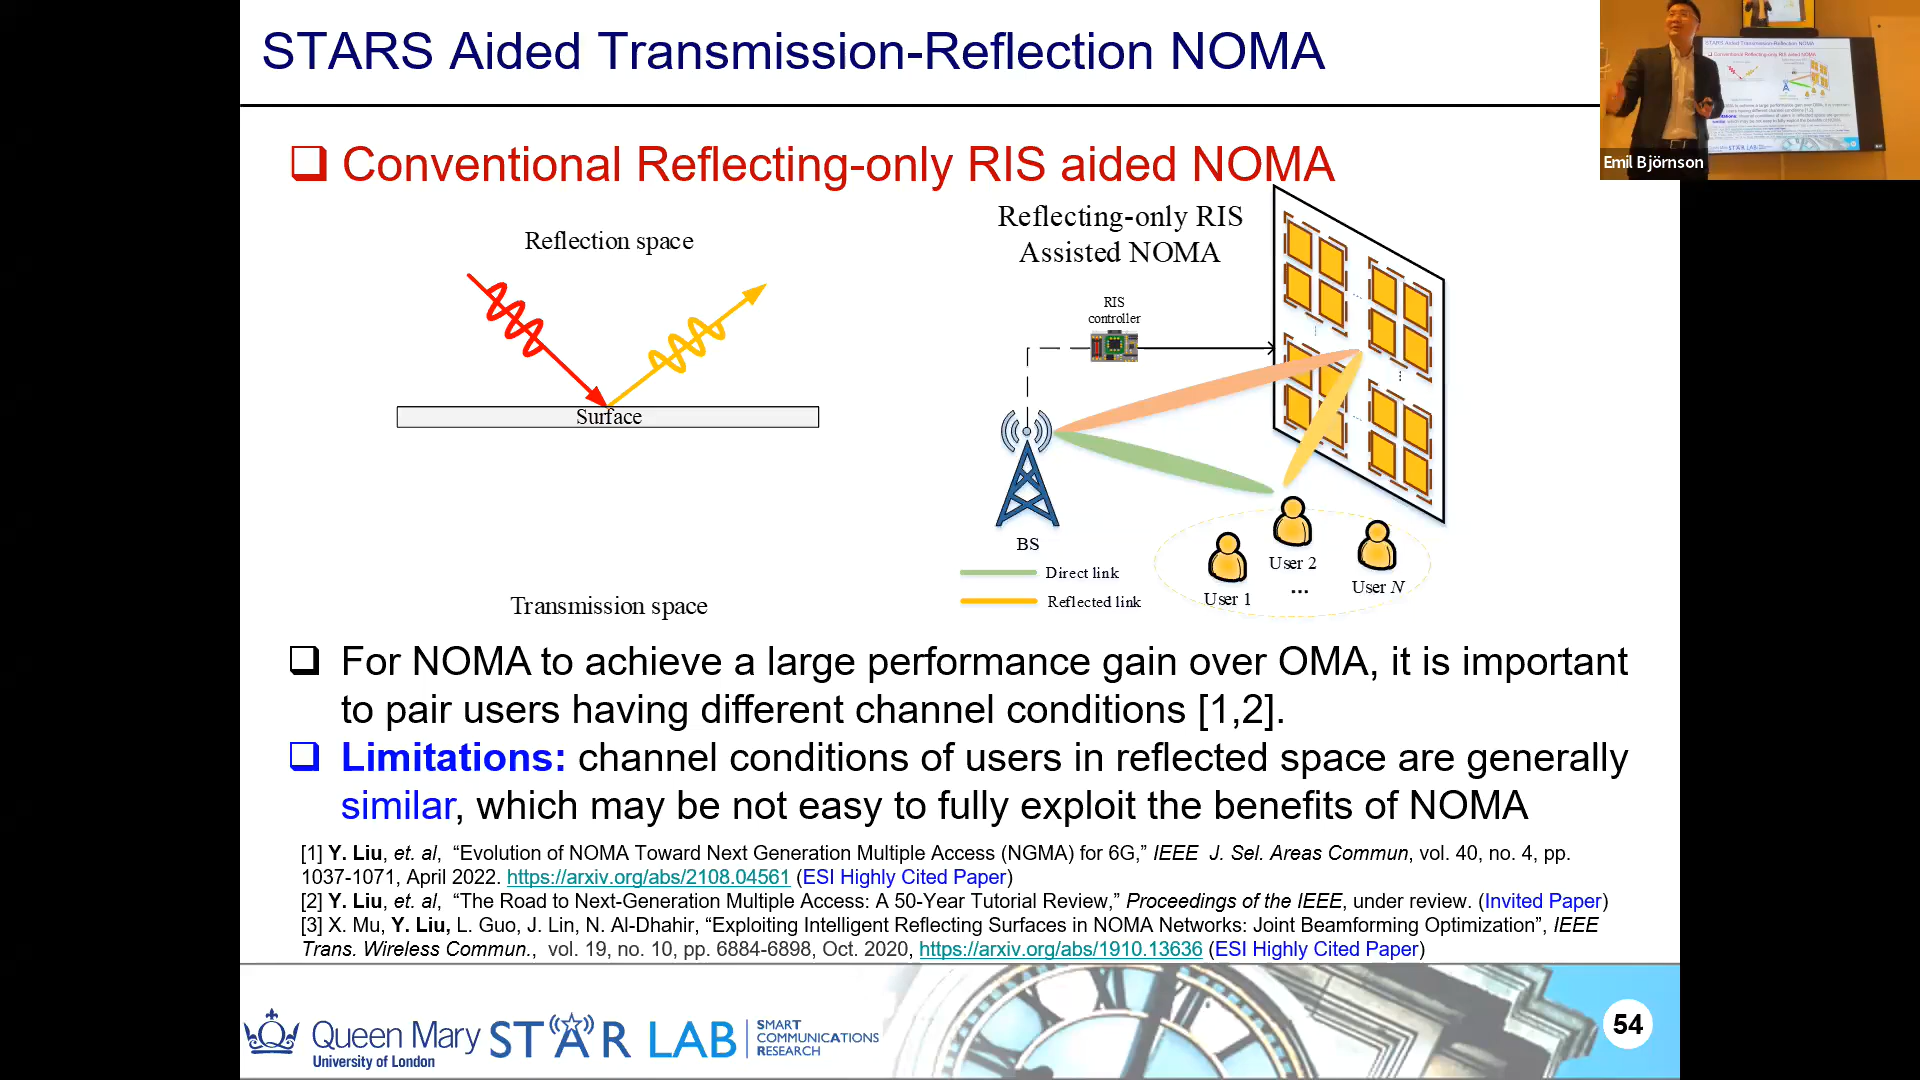 STARS Aided Transmission-Reflection NOMA
Conventional Reflecting-only RIS aided NOMA
Reflection space
Surface
Transmission space
Reflecting-only RIS
Assisted NOMA
RIS
controller
BS
Direct link
Reflected link
User 1
User 2
...
User N
For NOMA to achieve a large performance gain over OMA, it is important
to pair users having different channel conditions [1,2].
Limitations: channel conditions of users in reflected space are generally
similar, which may be not easy to fully exploit the benefits of NOMA
[1] Y. Liu, et. al, “Evolution of NOMA Toward Next Generation Multiple Access (NGMA) for 6G,” IEEE J. Sel. Areas Commun, vol. 40, no. 4, pp.
1037-1071, April 2022. https://arxiv.org/abs/2108.04561 (ESI Highly Cited Paper)
[2] Y. Liu, et. al, “The Road to Next-Generation Multiple Access: A 50-Year Tutorial Review,” Proceedings of the IEEE, under review. (Invited Paper)
[3] X. Mu, Y. Liu, L. Guo, J. Lin, N. Al-Dhahir, “Exploiting Intelligent Reflecting Surfaces in NOMA Networks: Joint Beamforming Optimization”, IEEE
Trans. Wireless Commun., vol. 19, no. 10, pp. 6884-6898, Oct. 2020, https://arxiv.org/abs/1910.13636 (ESI Highly Cited Paper)
Queen Mary
University of London
STAR LAB
SMART
COMMUNICATIONS
RESEARCH
54
Emil Björnson